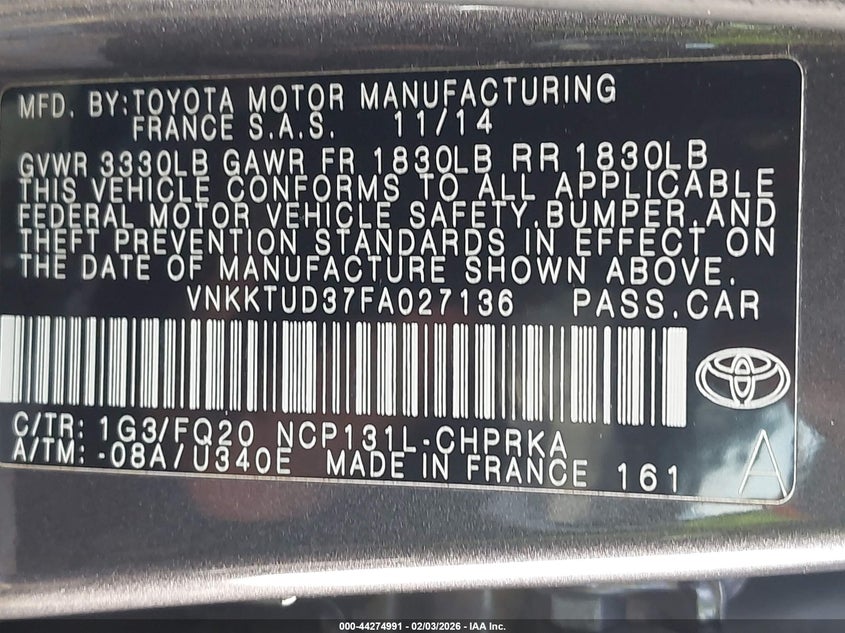 MFD. BY:TOYOTA MOTOR MANUFACTURING
FRANCE S.A.S. 11/14
GVWR 3330LB GAWR FR 1830LB RR 1830LB
THIS VEHICLE CONFORMS TO ALL APPLICABLE
FEDERAL MOTOR VEHICLE SAFETY,BUMPER,AND
THEFT PREVENTION STANDARDS IN EFFECT ON
THE DATE OF MANUFACTURE SHOWN ABOVE.
VNKKTUD37FA027136 PASS.CAR
C/TR: 1G3/FQ20 NCP131L-CHPRKA
A/TM: -08A/U340E MADE IN FRANCE 161 A
000-44274991 - 02/03/2026 - IAA Inc.